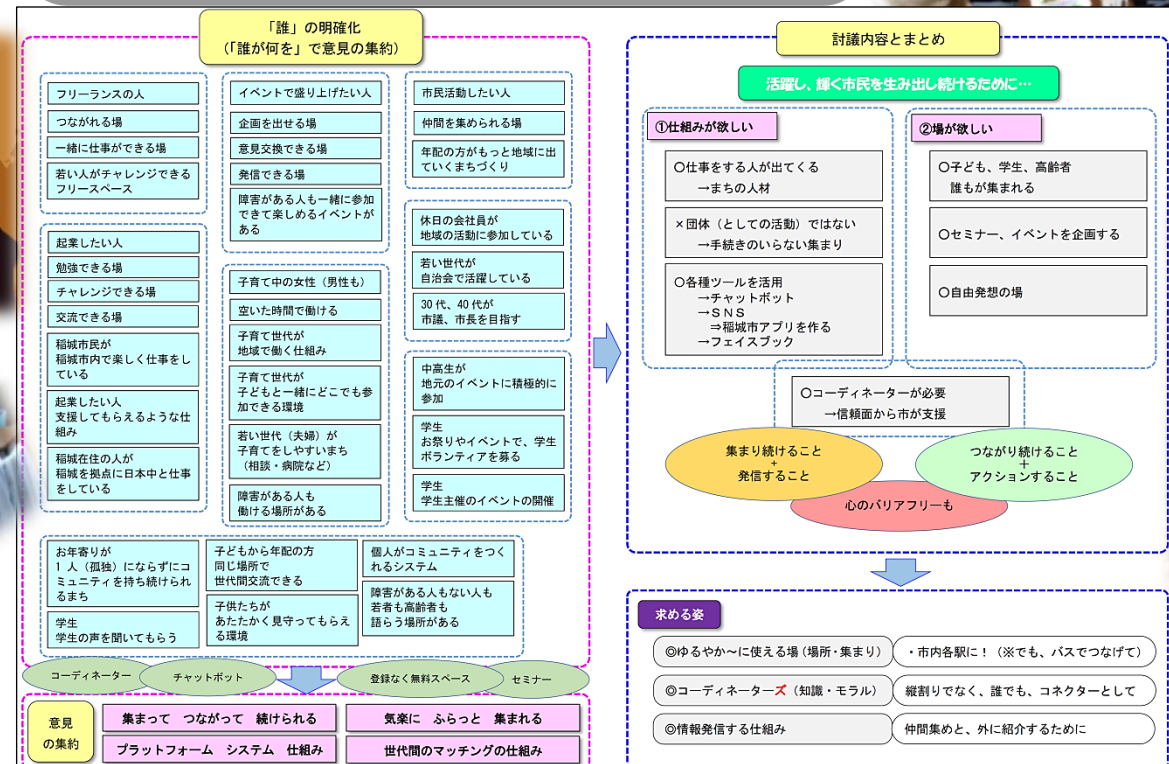 「誰」の明確化
（「誰が何を」で意見の集約）
フリーランスの人
つながれる場
一緒に仕事ができる場
若い人がチャレンジできる
フリースペース
起業したい人
勉強できる場
チャレンジできる場
交流できる場
稲城市民が
稲城市内で楽しく仕事をし
ている
起業したい人
支援してもらえるような仕
組み
稲城在住の人が
稲城を拠点に日本中と仕事
をしている
イベントで盛り上げたい人
企画を出せる場
意見交換できる場
発信できる場
障害がある人も一緒に参加
できて楽しめるイベントが
ある
子育て中の女性（男性も）
空いた時間で働ける
子育て世代が
地域で働く仕組み
子育て世代が
子どもと一緒にどこでも参
加できる環境
若い世代（夫婦）が
子育てをしやすいまち
（相談・病院など）
障害がある人も
働ける場所がある
市民活動したい人
仲間を集められる場
年配の方がもっと地域に出
ていくまちづくり
休日の会社員が
地域の活動に参加している
若い世代が
自治会で活躍している
30代、40代が
市議、市長を目指す
中高生が
地元のイベントに積極的に
参加
学生
お祭りやイベントで、学生
ボランティアを募る
学生
学生主催のイベントの開催
お年寄りが
１人（孤独）にならずにコ
ミュニティを持ち続けられ
るまち
学生
学生の声を聞いてもらう
子どもから年配の方
同じ場所で
世代間交流できる
子供たちが
あたたかく見守ってもらえ
る環境
個人がコミュニティをつく
れるシステム
障害がある人もない人も
若者も高齢者も
語らう場所がある
コーディネーター
チャットボット
登録なく無料スペース
セミナー
意見
の集約
集まって　つながって　続けられる
気楽に　ふらっと　集まれる
プラットフォーム　システム　仕組み
世代間のマッチングの仕組み
討議内容とまとめ
活躍し、輝く市民を生み出し続けるために…
①仕組みが欲しい
〇仕事をする人が出てくる
→まちの人材
×団体（としての活動）ではない
→手続きのいらない集まり
〇各種ツールを活用
→チャットボット
→ＳＮＳ
⇒稲城市アプリを作る
→フェイスブック
②場が欲しい
〇子ども、学生、高齢者
誰もが集まれる
〇セミナー、イベントを企画する
〇自由発想の場
〇コーディネーターが必要
→信頼面から市が支援
集まり続けること
+
発信すること
つながり続けること
＋
アクションすること
心のバリアフリーも
求める姿
◎ゆるやか～に使える場（場所・集まり）
・市内各駅に！（※でも、バスでつなげて）
◎コーディネーターズ（知識・モラル）
縦割りでなく、誰でも、コネクターとして
◎情報発信する仕組み
仲間集めと、外に紹介するために